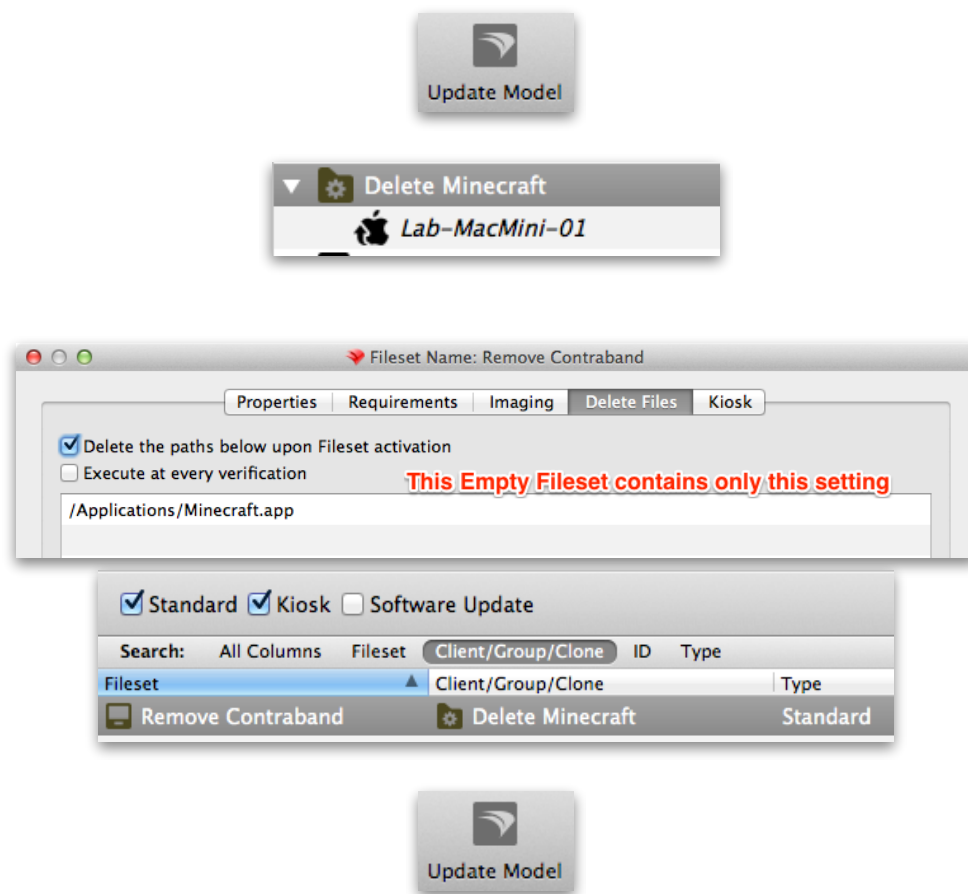 Update Model
Delete Minecraft
Lab-MacMini-01
Fileset Name: Remove Contraband
Properties Requirements Imaging Delete Files Kiosk
Delete the paths below upon Fileset activation
Execute at every verification
This Empty Fileset contains only this setting
/Applications/Minecraft.app
Standard Kiosk Software Update
Search: All Columns Fileset Client/Group/Clone ID Type
Fileset Client/Group/Clone Type
Remove Contraband Delete Minecraft Standard
Update Model